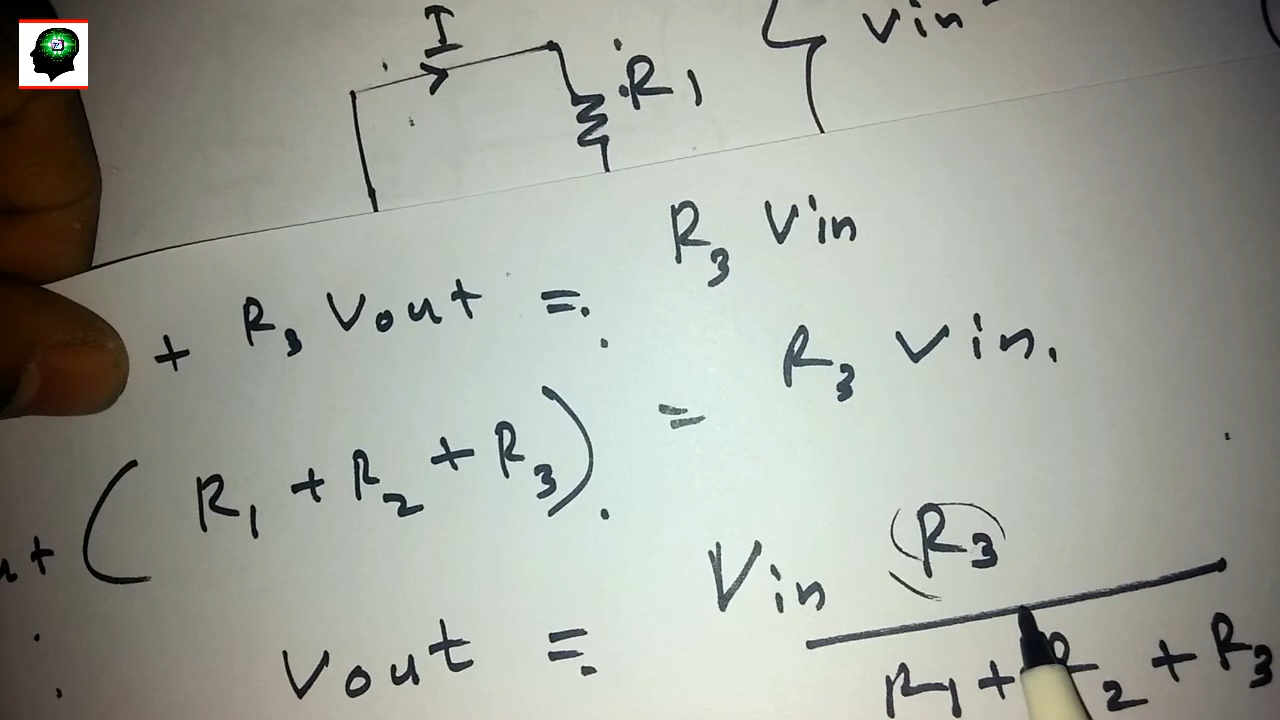 I
R1
Vin
R3 Vin
+ R3 Vout =
R3 Vin.
(R1 + R2 + R3) =
Vout = Vin (R3
R1 + R2 + R3